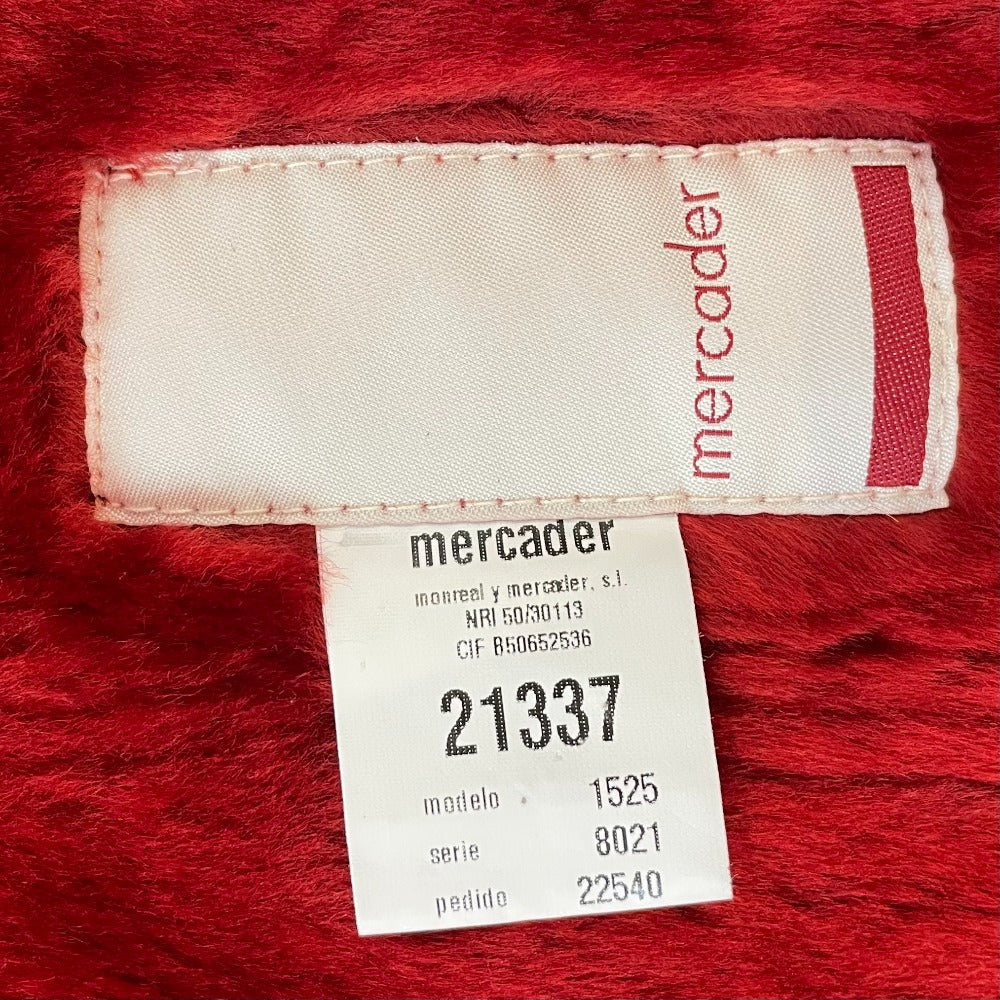 mercader
mercader
monreal y mercader, s.l.
NRI 50/30113
CIF B50652536
21337
modelo 1525
serie 8021
pedido 22540